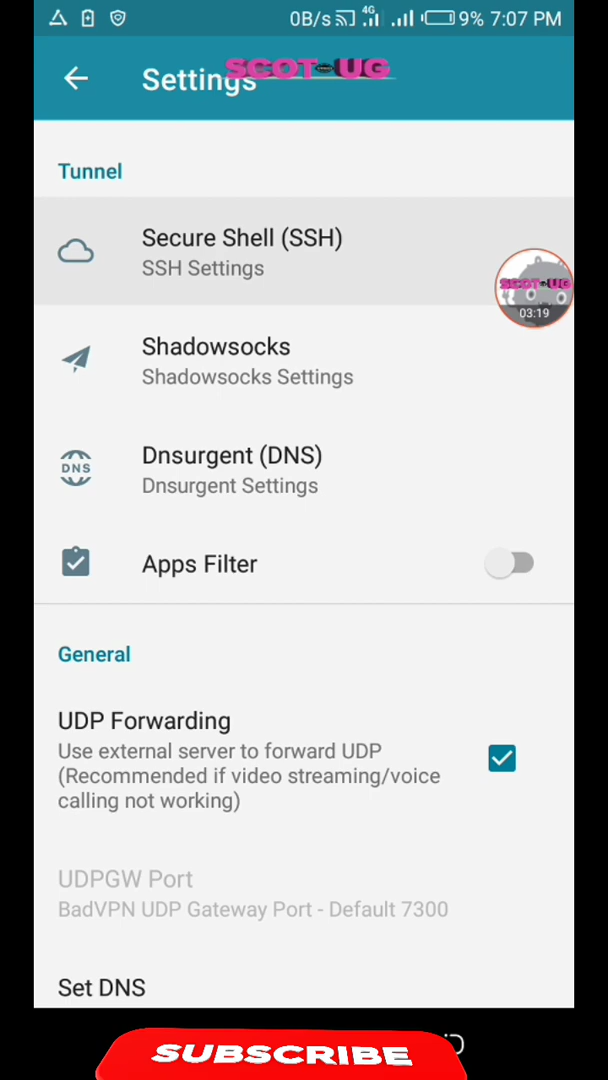 0B/s 4G 9% 7:07 PM
Settings
SCOT-UG
Tunnel
Secure Shell (SSH)
SSH Settings
SCOT-UG
03:19
Shadowsocks
Shadowsocks Settings
DNS
Dnsurgent (DNS)
Dnsurgent Settings
Apps Filter
General
UDP Forwarding
Use external server to forward UDP
(Recommended if video streaming/voice
calling not working)
UDPGW Port
BadVPN UDP Gateway Port - Default 7300
Set DNS
SUBSCRIBE